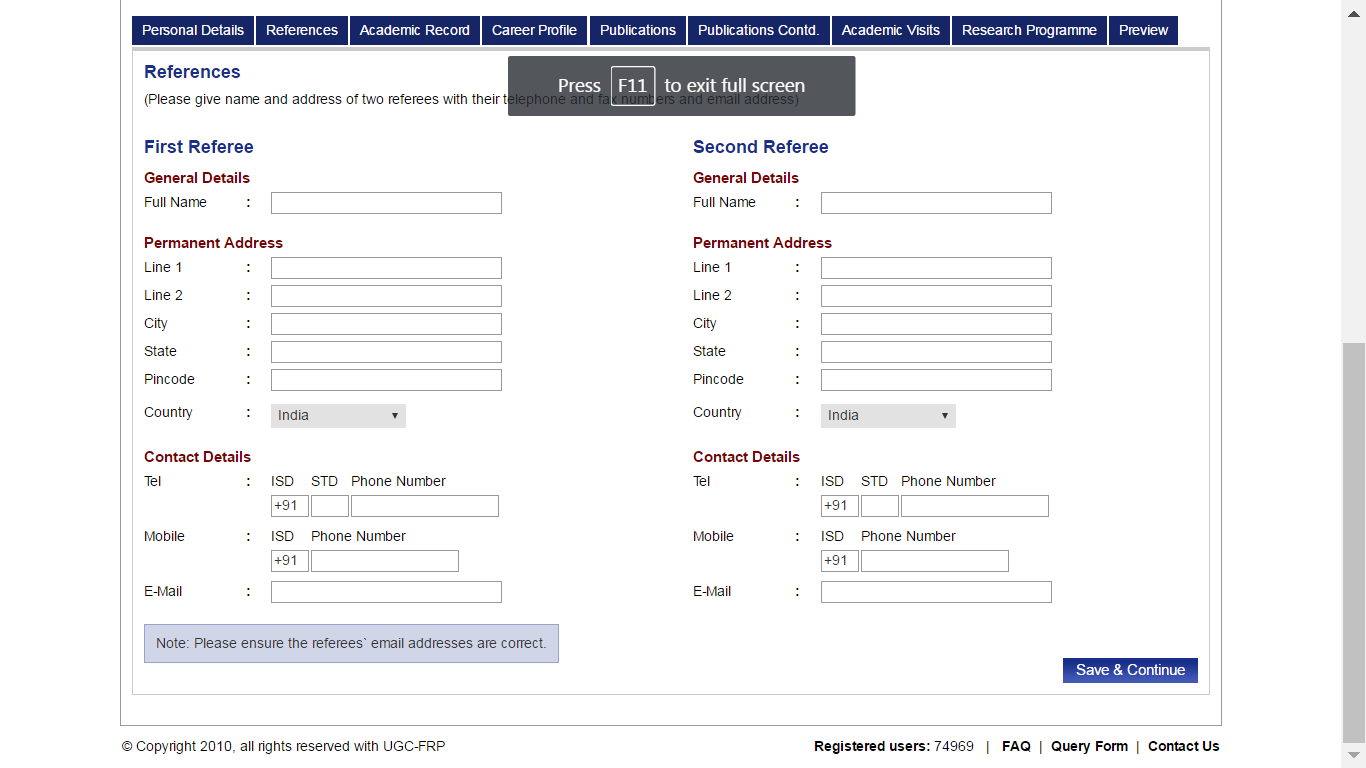 Personal Details References Academic Record Career Profile Publications Publications Contd. Academic Visits Research Programme Preview
References
Press F11 to exit full screen
(Please give name and address of two referees with their telephone and fax numbers and email address)
First Referee Second Referee
General Details General Details
Full Name : Full Name :
Permanent Address Permanent Address
Line 1 : Line 1 :
Line 2 : Line 2 :
City : City :
State : State :
Pincode : Pincode :
Country : India Country : India
Contact Details Contact Details
Tel : ISD STD Phone Number Tel : ISD STD Phone Number
+91 +91
Mobile : ISD Phone Number Mobile : ISD Phone Number
+91 +91
E-Mail : E-Mail :
Note: Please ensure the referees` email addresses are correct.
Save & Continue
© Copyright 2010, all rights reserved with UGC-FRP Registered users: 74969 | FAQ | Query Form | Contact Us